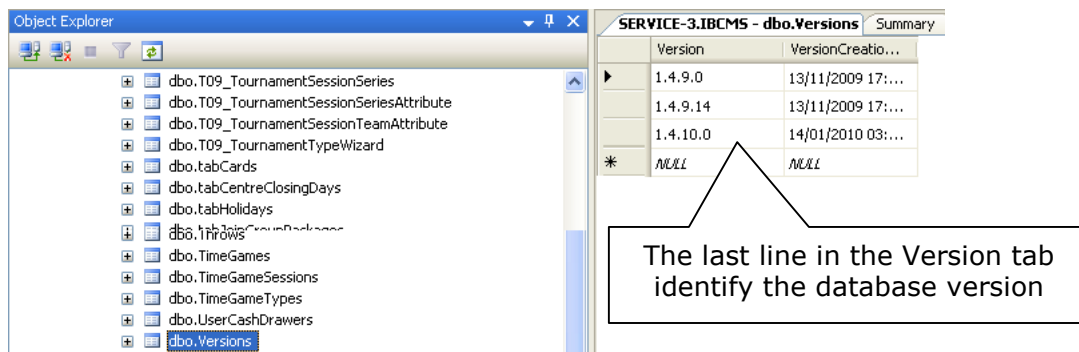 Object Explorer
dbo.T09_TournamentSessionSeries
dbo.T09_TournamentSessionSeriesAttribute
dbo.T09_TournamentSessionTeamAttribute
dbo.T09_TournamentTypeWizard
dbo.tabCards
dbo.tabCentreClosingDays
dbo.tabHolidays
dbo.Throws
dbo.TimeGames
dbo.TimeGameSessions
dbo.TimeGameTypes
dbo.UserCashDrawers
dbo.Versions
SERVICE-3.IBCMS - dbo.Versions Summary
Version VersionCreatio...
1.4.9.0 13/11/2009 17:...
1.4.9.14 13/11/2009 17:...
1.4.10.0 14/01/2010 03:...
NULL NULL
The last line in the Version tab
identify the database version